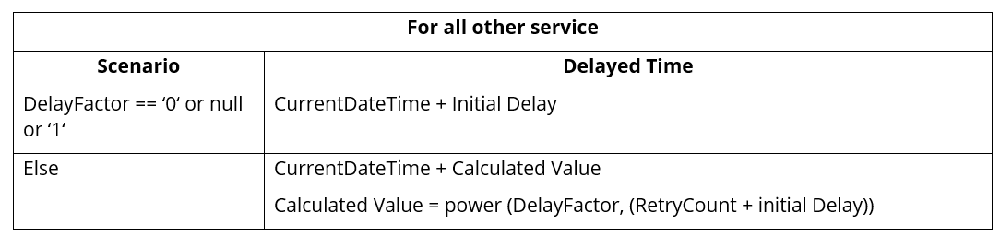 For all other service
Scenario
Delayed Time
DelayFactor == ‘0‘ or null
or ‘1‘
CurrentDateTime + Initial Delay
Else
CurrentDateTime + Calculated Value
Calculated Value = power (DelayFactor, (RetryCount + initial Delay))